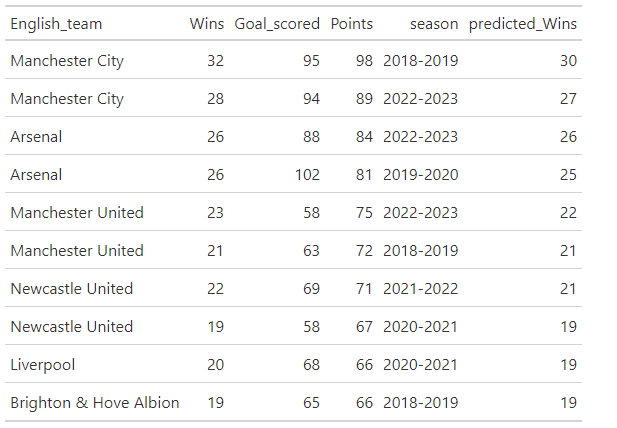 English_team Wins Goal_scored Points season predicted_Wins
Manchester City 32 95 98 2018-2019 30
Manchester City 28 94 89 2022-2023 27
Arsenal 26 88 84 2022-2023 26
Arsenal 26 102 81 2019-2020 25
Manchester United 23 58 75 2022-2023 22
Manchester United 21 63 72 2018-2019 21
Newcastle United 22 69 71 2021-2022 21
Newcastle United 19 58 67 2020-2021 19
Liverpool 20 68 66 2020-2021 19
Brighton & Hove Albion 19 65 66 2018-2019 19